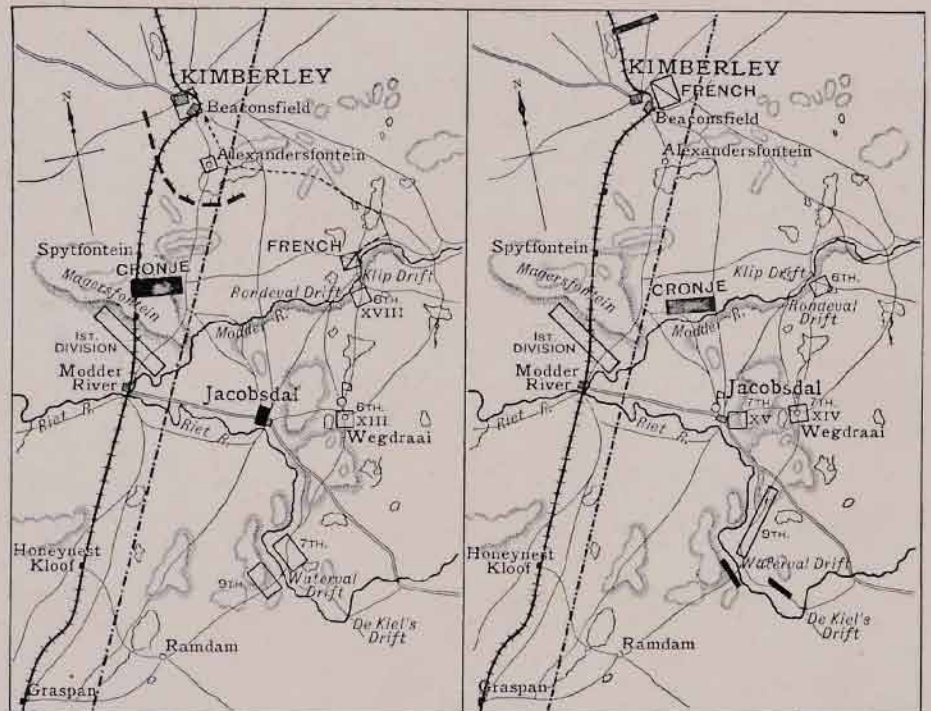 N
KIMBERLEY
Beaconsfield
Alexandersfontein
FRENCH
Spytfontein
CRONJE
Klip Drift
Magersfontein
Rondeval Drift
6TH.
XVIII
Modder R.
1ST.
DIVISION
Modder
River
Jacobsdal
6TH.
XIII
Riet R.
Riet R.
Wegdraai
Honeynest
Kloof
7TH.
9TH.
Waterval
Drift
De Kiel's
Drift
Ramdam
Graspan
N
KIMBERLEY
FRENCH
Beaconsfield
Alexandersfontein
Spytfontein
Klip Drift
CRONJE
6TH.
Magersfontein
Rondeval
Drift
Modder R.
1ST.
DIVISION
Modder
River
Jacobsdal
7TH.
XV
7TH.
XIV
Riet R.
Riet R.
Wegdraai
9TH.
Honeynest
Kloof
Waterval Drift
De Kiel's
Drift
Ramdam
Graspan